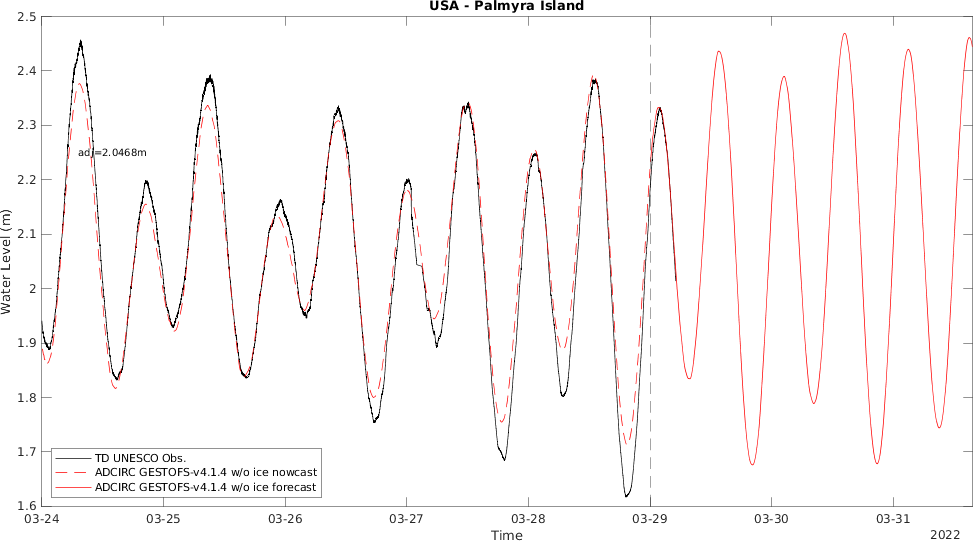 USA - Palmyra Island
2.5
2.4
2.3
2.2
2.1
2
1.9
1.8
1.7
1.6
Water Level (m)
adj=2.0468m
TD UNESCO Obs.
ADCIRC GESTOFS-v4.1.4 w/o ice nowcast
ADCIRC GESTOFS-v4.1.4 w/o ice forecast
03-24 03-25 03-26 03-27 03-28 03-29 03-30 03-31
Time
2022